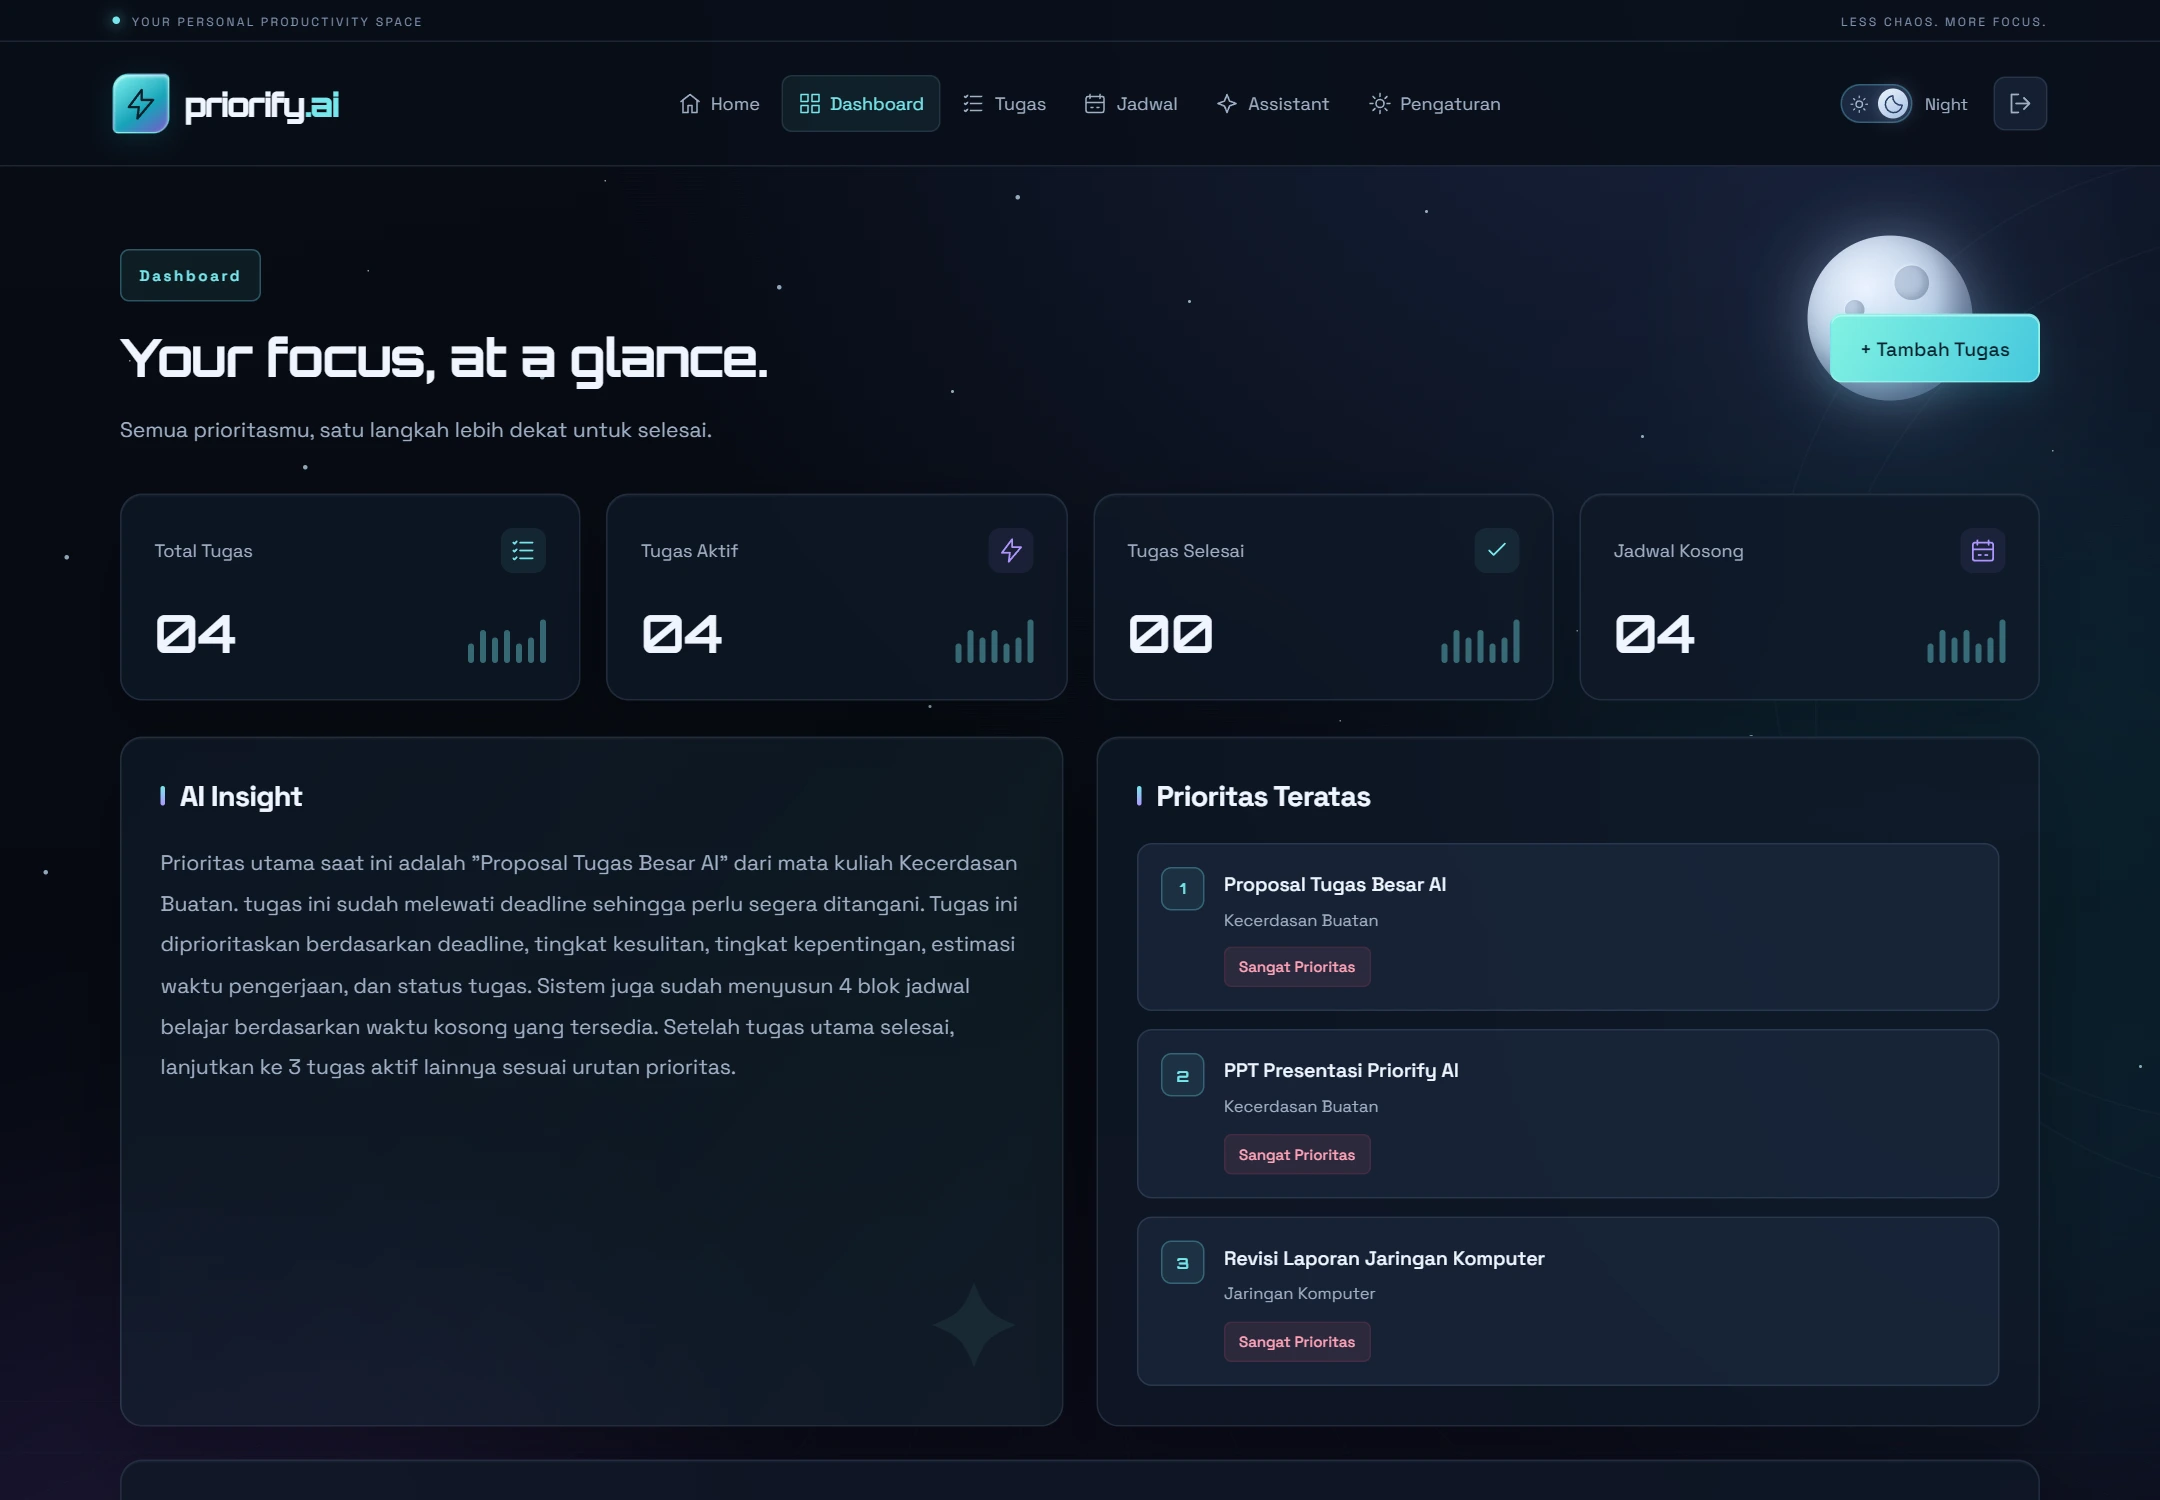 YOUR PERSONAL PRODUCTIVITY SPACE
LESS CHAOS. MORE FOCUS.
priorify.ai
Home
Dashboard
Tugas
Jadwal
Assistant
Pengaturan
Night
Dashboard
Your focus, at a glance.
+ Tambah Tugas
Semua prioritasmu, satu langkah lebih dekat untuk selesai.
Total Tugas
04
Tugas Aktif
04
Tugas Selesai
00
Jadwal Kosong
04
AI Insight
Prioritas utama saat ini adalah "Proposal Tugas Besar AI" dari mata kuliah Kecerdasan
Buatan. tugas ini sudah melewati deadline sehingga perlu segera ditangani. Tugas ini
diprioritaskan berdasarkan deadline, tingkat kesulitan, tingkat kepentingan, estimasi
waktu pengerjaan, dan status tugas. Sistem juga sudah menyusun 4 blok jadwal
belajar berdasarkan waktu kosong yang tersedia. Setelah tugas utama selesai,
lanjutkan ke 3 tugas aktif lainnya sesuai urutan prioritas.
Prioritas Teratas
1
Proposal Tugas Besar AI
Kecerdasan Buatan
Sangat Prioritas
2
PPT Presentasi Priorify AI
Kecerdasan Buatan
Sangat Prioritas
3
Revisi Laporan Jaringan Komputer
Jaringan Komputer
Sangat Prioritas